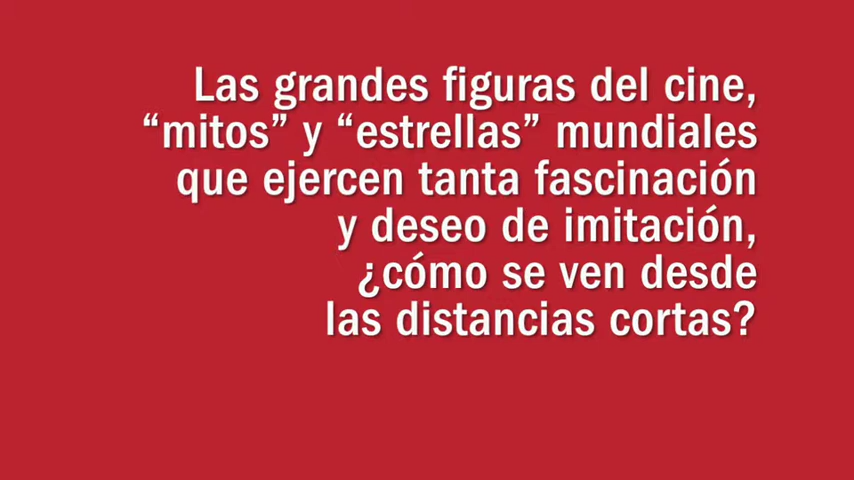 Las grandes figuras del cine,
“mitos” y “estrellas” mundiales
que ejercen tanta fascinación
y deseo de imitación,
¿cómo se ven desde
las distancias cortas?